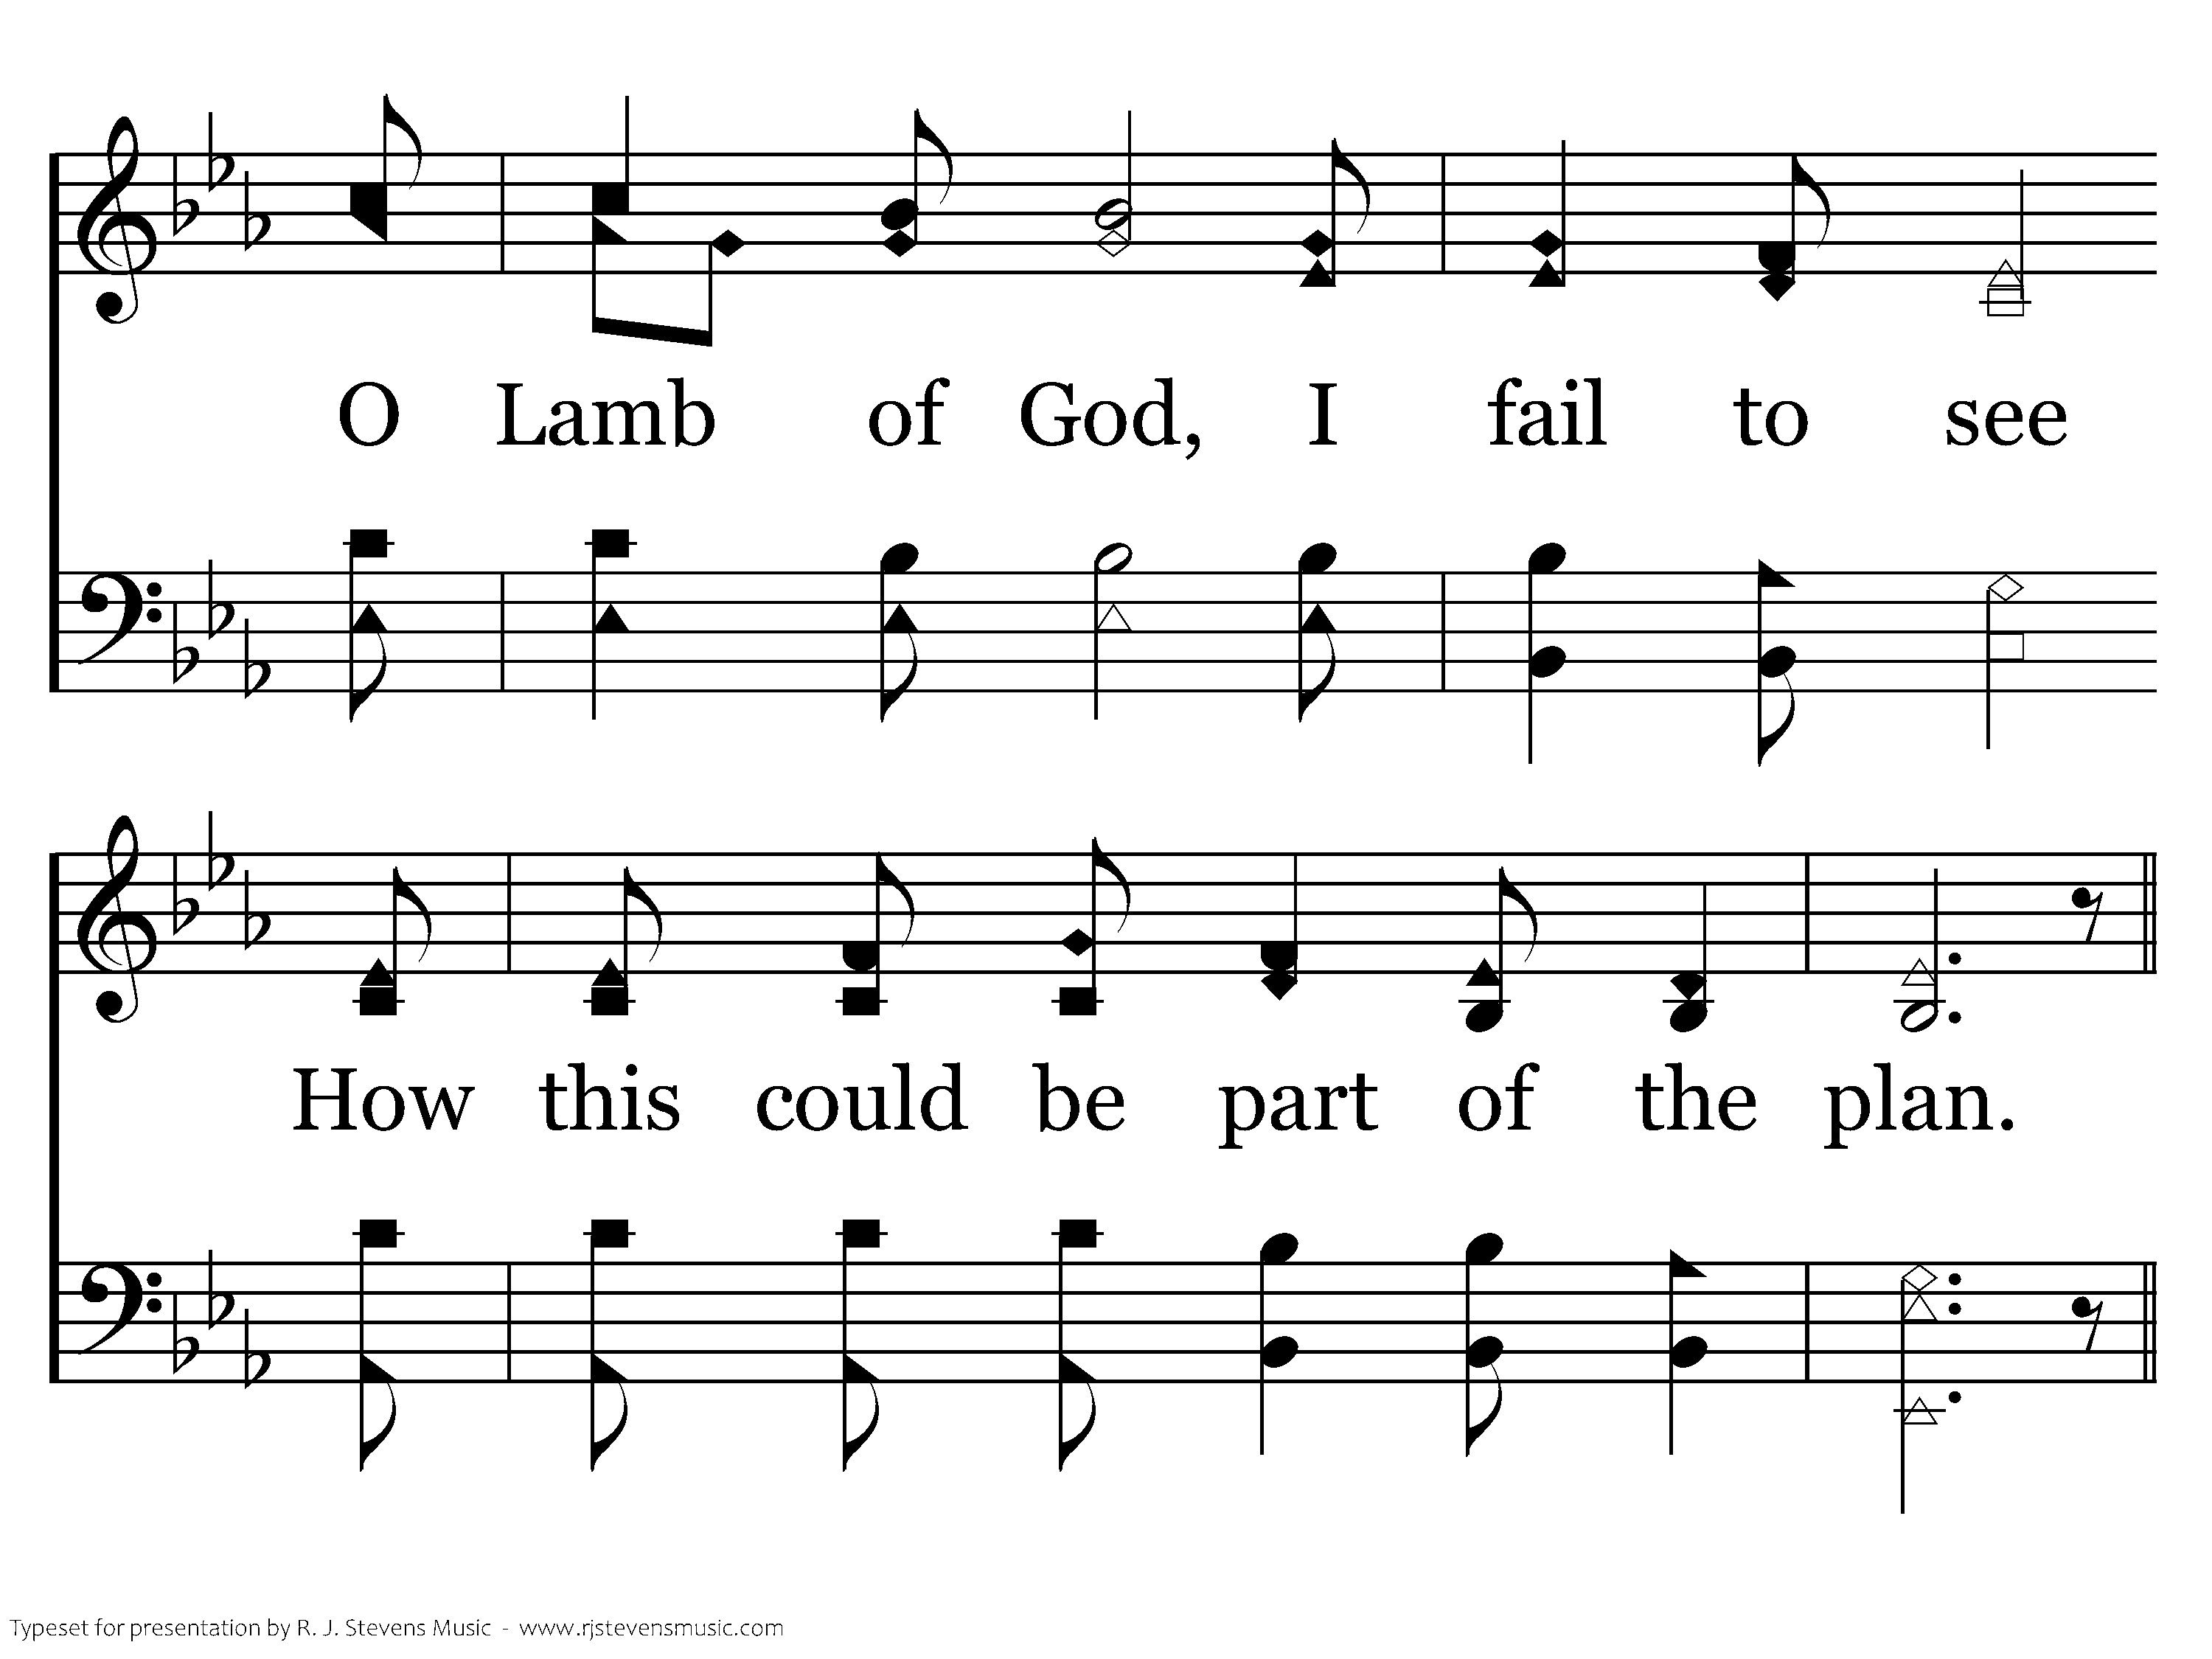 O Lamb of God, I fail to see
How this could be part of the plan.
Typeset for presentation by R. J. Stevens Music - www.rjstevensmusic.com